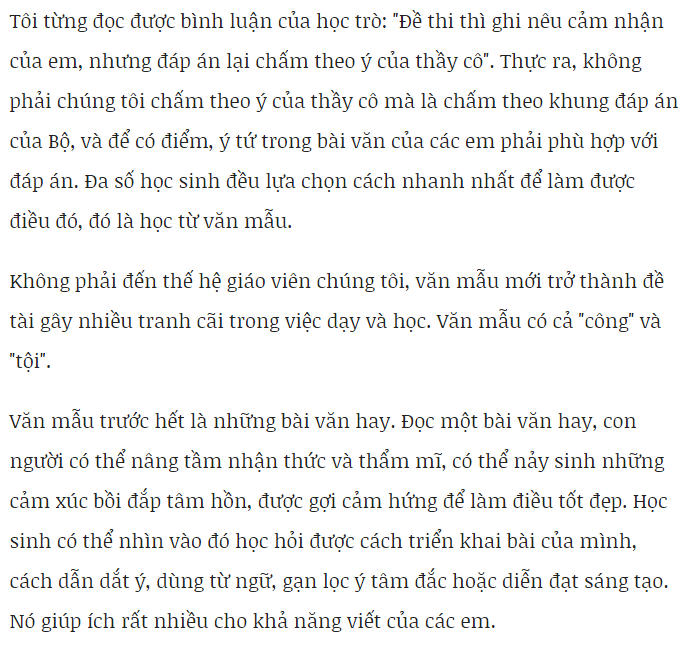 Tôi từng đọc được bình luận của học trò: "Đề thi thì ghi nêu cảm nhận
của em, nhưng đáp án lại chấm theo ý của thầy cô". Thực ra, không
phải chúng tôi chấm theo ý của thầy cô mà là chấm theo khung đáp án
của Bộ, và để có điểm, ý tứ trong bài văn của các em phải phù hợp với
đáp án. Đa số học sinh đều lựa chọn cách nhanh nhất để làm được
điều đó, đó là học từ văn mẫu.
Không phải đến thế hệ giáo viên chúng tôi, văn mẫu mới trở thành đề
tài gây nhiều tranh cãi trong việc dạy và học. Văn mẫu có cả "công" và
"tội".
Văn mẫu trước hết là những bài văn hay. Đọc một bài văn hay, con
người có thể nâng tầm nhận thức và thẩm mĩ, có thể nảy sinh những
cảm xúc bồi đắp tâm hồn, được gợi cảm hứng để làm điều tốt đẹp. Học
sinh có thể nhìn vào đó học hỏi được cách triển khai bài của mình,
cách dẫn dắt ý, dùng từ ngữ, gạn lọc ý tâm đắc hoặc diễn đạt sáng tạo.
Nó giúp ích rất nhiều cho khả năng viết của các em.